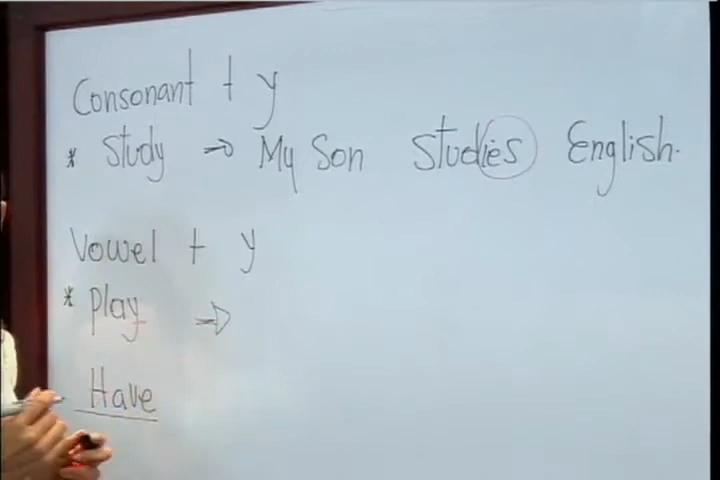 Consonant + y
* Study → My Son Studies English.
Vowel + y
* Play →
Have